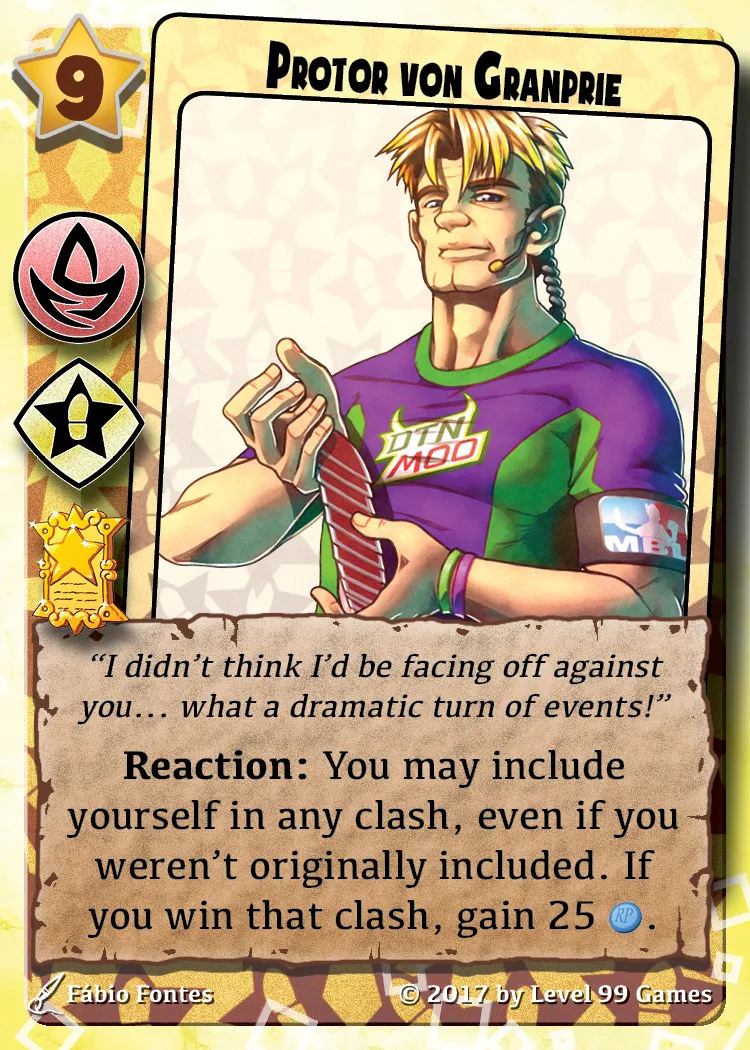 9
PROTOR VON GRANPRIE
DTN
MOO
MBL
“I didn’t think I’d be facing off against
you... what a dramatic turn of events!”
Reaction: You may include
yourself in any clash, even if you
weren’t originally included. If
you win that clash, gain 25 RP.
Fábio Fontes
© 2017 by Level 99 Games